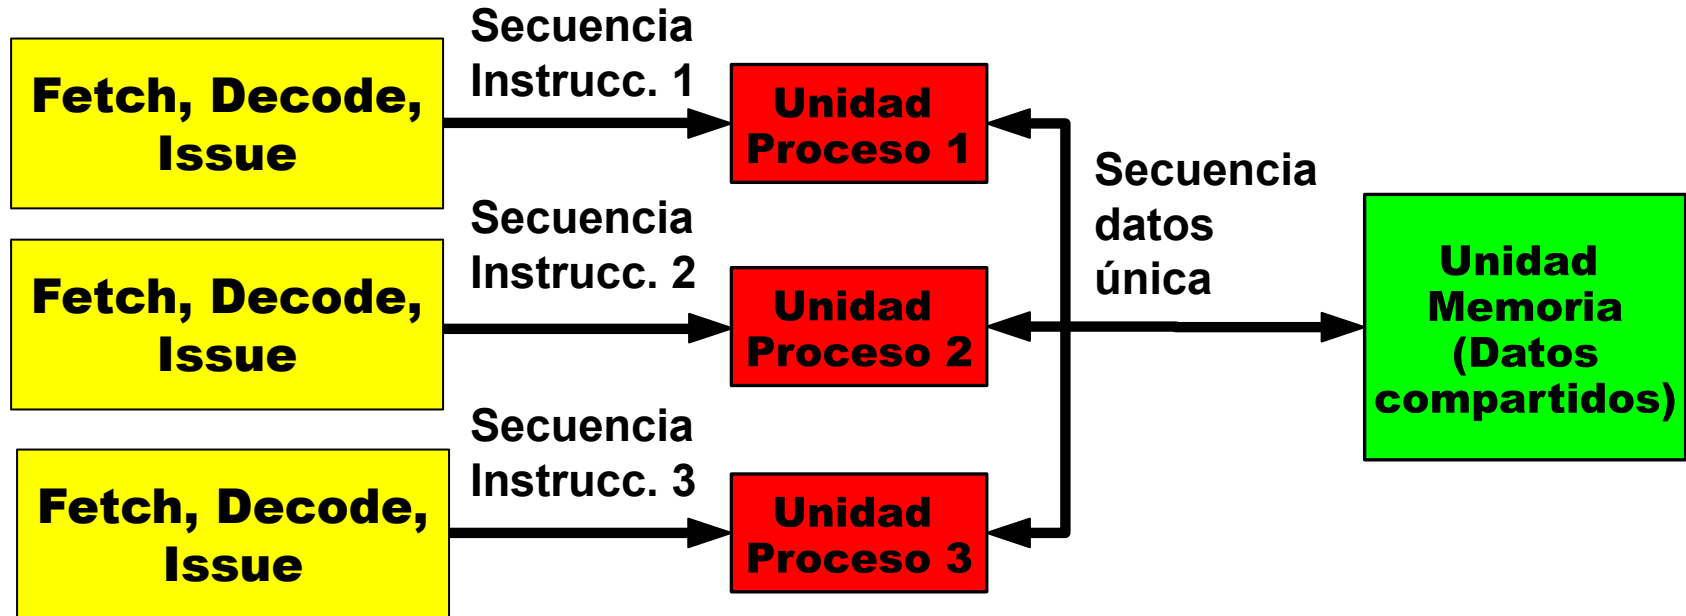 Fetch, Decode,
Issue
Secuencia
Instrucc. 1
Unidad
Proceso 1
Fetch, Decode,
Issue
Secuencia
Instrucc. 2
Unidad
Proceso 2
Fetch, Decode,
Issue
Secuencia
Instrucc. 3
Unidad
Proceso 3
Secuencia
datos
única
Unidad
Memoria
(Datos
compartidos)